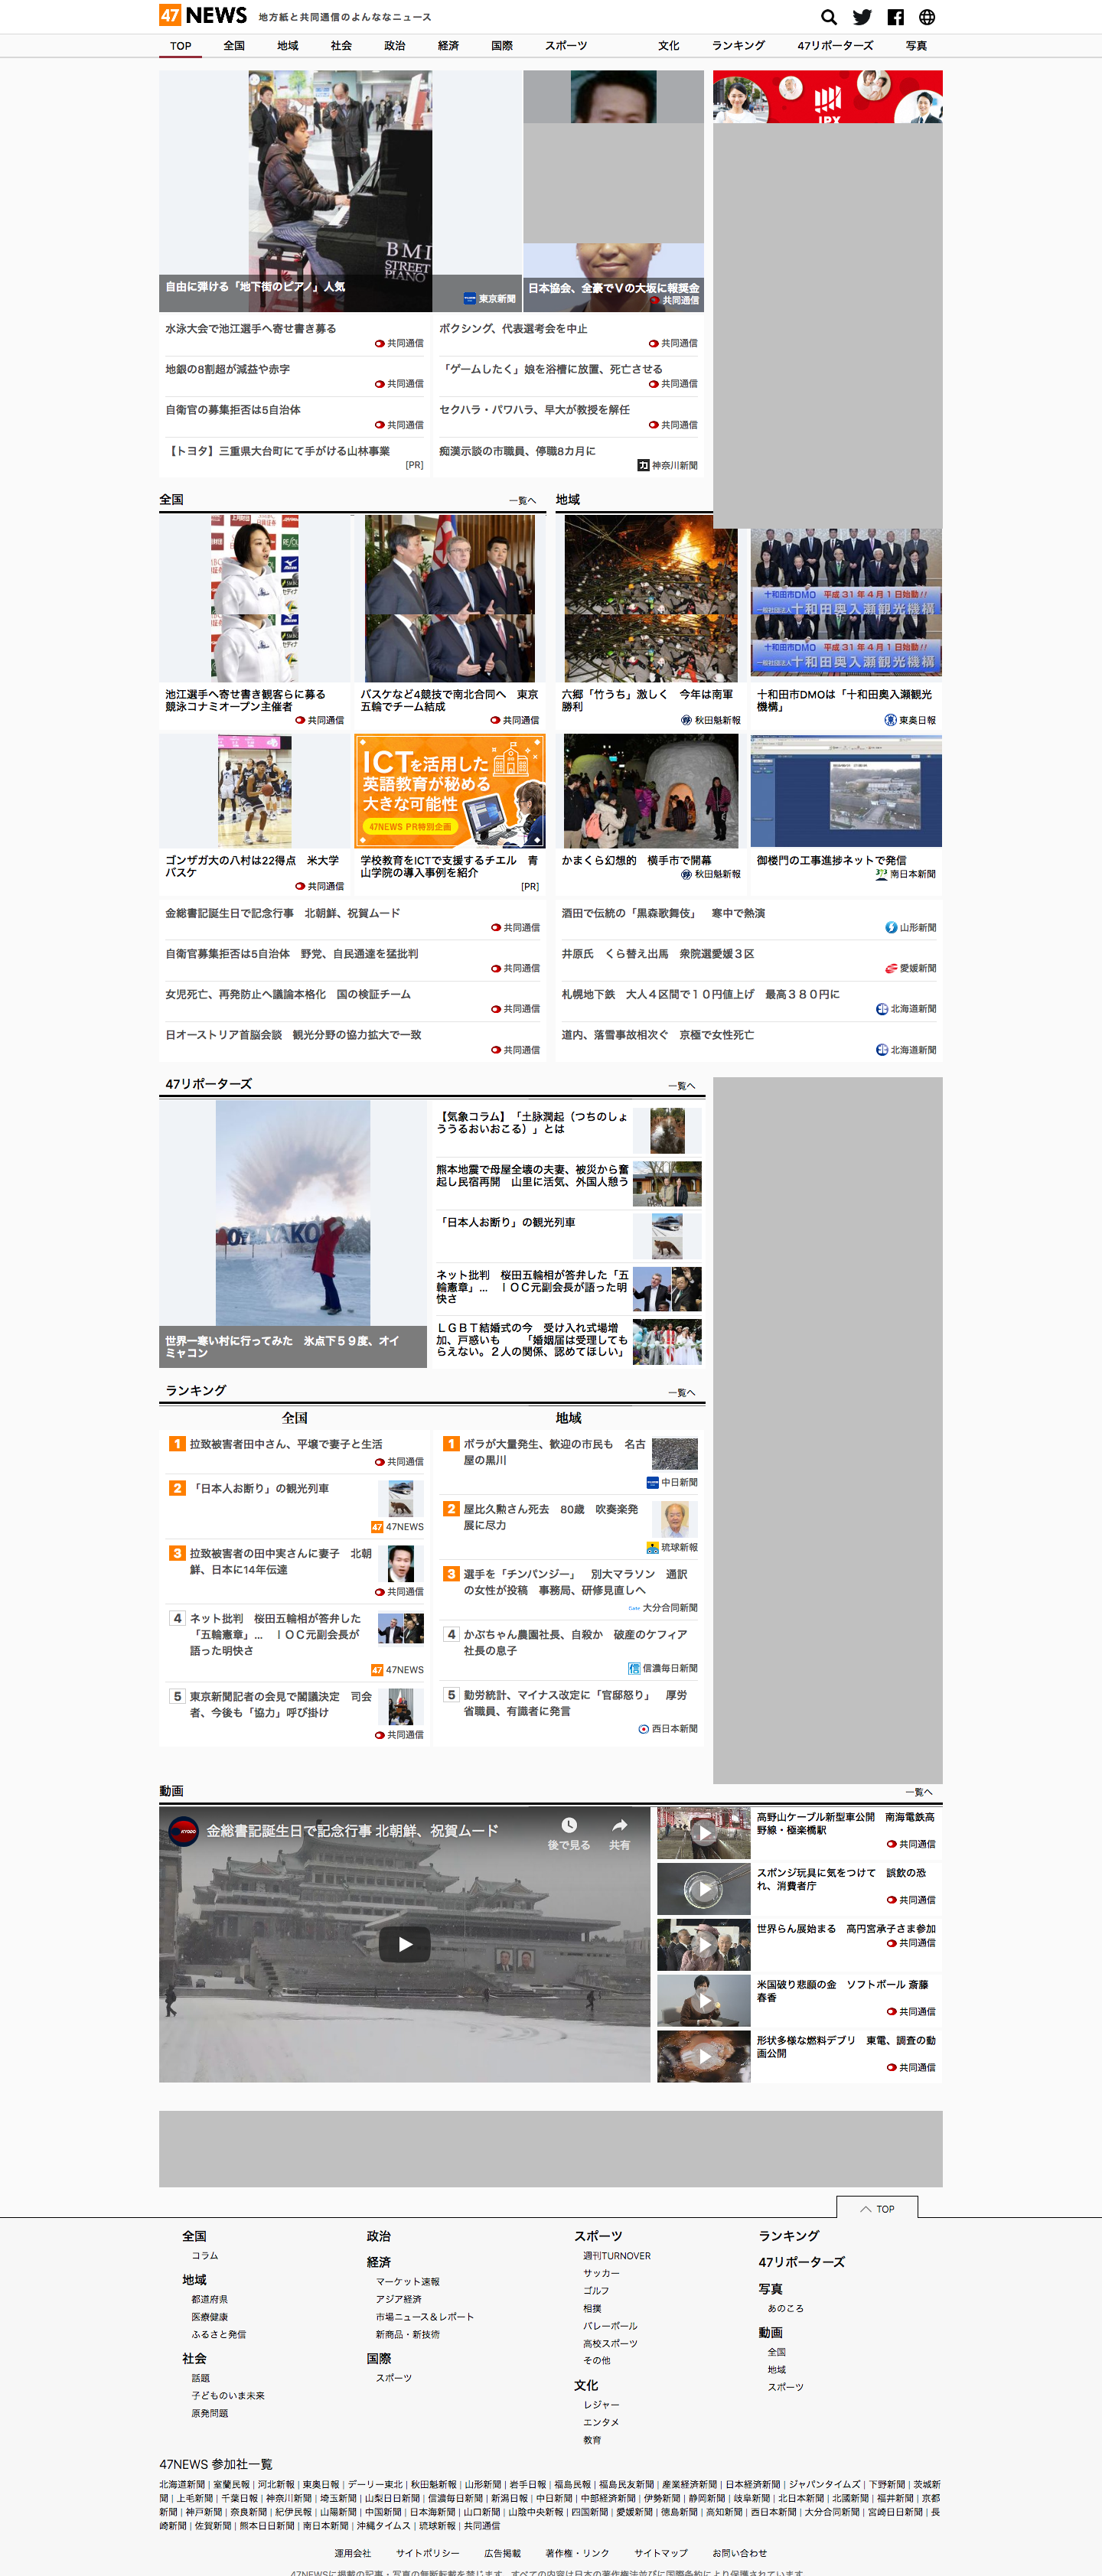 47 NEWS 地方紙と共同通信のよんななニュース
TOP 全国 地域 社会 政治 経済 国際 スポーツ 文化 ランキング 47リポーターズ 写真
BMI
STREET
PIANO
自由に弾ける「地下街のピアノ」人気
東京新聞
日本協会、全豪でVの大坂に報奨金
共同通信
水泳大会で池江選手へ寄せ書き募る
共同通信
地銀の8割超が減益や赤字
共同通信
自衛官の募集拒否は5自治体
共同通信
【トヨタ】三重県大台町にて手がける山林事業
[PR]
ボクシング、代表選考会を中止
共同通信
「ゲームしたく」娘を浴槽に放置、死亡させる
共同通信
セクハラ・パワハラ、早大が教授を解任
共同通信
痴漢示談の市職員、停職8カ月に
神奈川新聞
全国 一覧へ
池江選手へ寄せ書き観客らに募る
競泳コナミオープン主催者
共同通信
バスケなど4競技で南北合同へ　東京
五輪でチーム結成
共同通信
ゴンザガ大の八村は22得点　米大学
バスケ
共同通信
ICTを活用した
英語教育が秘める
大きな可能性
47NEWS PR特別企画
学校教育をICTで支援するチエル　青
山学院の導入事例を紹介
[PR]
金総書記誕生日で記念行事　北朝鮮、祝賀ムード
共同通信
自衛官募集拒否は5自治体　野党、自民通達を猛批判
共同通信
女児死亡、再発防止へ議論本格化　国の検証チーム
共同通信
日オーストリア首脳会談　観光分野の協力拡大で一致
共同通信
地域
六郷「竹うち」激しく　今年は南軍
勝利
秋田魁新報
十和田市DMO 平成31年4月1日始動!!
一般社団法人 十和田奥入瀬観光機構
十和田市DMO 平成31年4月1日始動!!
一般社団法人 十和田奥入瀬観光機構
十和田市DMOは「十和田奥入瀬観光
機構」
東奥日報
かまくら幻想的　横手市で開幕
秋田魁新報
御楼門の工事進捗ネットで発信
南日本新聞
酒田で伝統の「黒森歌舞伎」　寒中で熱演
山形新聞
井原氏　くら替え出馬　衆院選愛媛３区
愛媛新聞
札幌地下鉄　大人４区間で１０円値上げ　最高３８０円に
北海道新聞
道内、落雪事故相次ぐ　京極で女性死亡
北海道新聞
47リポーターズ 一覧へ
世界一寒い村に行ってみた　氷点下５９度、オイ
ミャコン
【気象コラム】「土脉潤起（つちのしょ
ううるおいおこる）」とは
熊本地震で母屋全壊の夫妻、被災から奮
起し民宿再開　山里に活気、外国人憩う
「日本人お断り」の観光列車
ネット批判　桜田五輪相が答弁した「五
輪憲章」…　ＩＯＣ元副会長が語った明
快さ
ＬＧＢＴ結婚式の今　受け入れ式場増
加、戸惑いも　「婚姻届は受理しても
らえない。２人の関係、認めてほしい」
ランキング 一覧へ
全国
1 拉致被害者田中さん、平壌で妻子と生活
共同通信
2 「日本人お断り」の観光列車
47 47NEWS
3 拉致被害者の田中実さんに妻子　北朝
鮮、日本に14年伝達
共同通信
4 ネット批判　桜田五輪相が答弁した
「五輪憲章」…　ＩＯＣ元副会長が
語った明快さ
47 47NEWS
5 東京新聞記者の会見で閣議決定　司会
者、今後も「協力」呼び掛け
共同通信
地域
1 ボラが大量発生、歓迎の市民も　名古
屋の黒川
中日新聞
2 屋比久勲さん死去　80歳　吹奏楽発
展に尽力
琉球新報
3 選手を「チンパンジー」　別大マラソン　通訳
の女性が投稿　事務局、研修見直しへ
大分合同新聞
4 かぶちゃん農園社長、自殺か　破産のケフィア
社長の息子
信 信濃毎日新聞
5 勤労統計、マイナス改定に「官邸怒り」　厚労
省職員、有識者に発言
西日本新聞
動画 一覧へ
KYODO 金総書記誕生日で記念行事 北朝鮮、祝賀ムード
後で見る 共有
高野山ケーブル新型車公開　南海電鉄高
野線・極楽橋駅
共同通信
スポンジ玩具に気をつけて　誤飲の恐
れ、消費者庁
共同通信
世界らん展始まる　高円宮承子さま参加
共同通信
米国破り悲願の金　ソフトボール 斎藤
春香
共同通信
形状多様な燃料デブリ　東電、調査の動
画公開
共同通信
TOP
全国
コラム
地域
都道府県
医療健康
ふるさと発信
社会
話題
子どものいま未来
原発問題
政治
経済
マーケット速報
アジア経済
市場ニュース＆レポート
新商品・新技術
国際
スポーツ
スポーツ
週刊TURNOVER
サッカー
ゴルフ
相撲
バレーボール
高校スポーツ
その他
文化
レジャー
エンタメ
教育
ランキング
47リポーターズ
写真
あのころ
動画
全国
地域
スポーツ
47NEWS 参加社一覧
北海道新聞 | 室蘭民報 | 河北新報 | 東奥日報 | デーリー東北 | 秋田魁新報 | 山形新聞 | 岩手日報 | 福島民報 | 福島民友新聞 | 産業経済新聞 | 日本経済新聞 | ジャパンタイムズ | 下野新聞 | 茨城新
聞 | 上毛新聞 | 千葉日報 | 神奈川新聞 | 埼玉新聞 | 山梨日日新聞 | 信濃毎日新聞 | 新潟日報 | 中日新聞 | 中部経済新聞 | 伊勢新聞 | 静岡新聞 | 岐阜新聞 | 北日本新聞 | 北國新聞 | 福井新聞 | 京都
新聞 | 神戸新聞 | 奈良新聞 | 紀伊民報 | 山陽新聞 | 中国新聞 | 日本海新聞 | 山口新聞 | 山陰中央新報 | 四国新聞 | 愛媛新聞 | 徳島新聞 | 高知新聞 | 西日本新聞 | 大分合同新聞 | 宮崎日日新聞 | 長
崎新聞 | 佐賀新聞 | 熊本日日新聞 | 南日本新聞 | 沖縄タイムス | 琉球新報 | 共同通信
運用会社 サイトポリシー 広告掲載 著作権・リンク サイトマップ お問い合わせ
47NEWSに掲載の記事・写真の無断転載を禁じます。すべての内容は日本の著作権法並びに国際条約により保護されています。